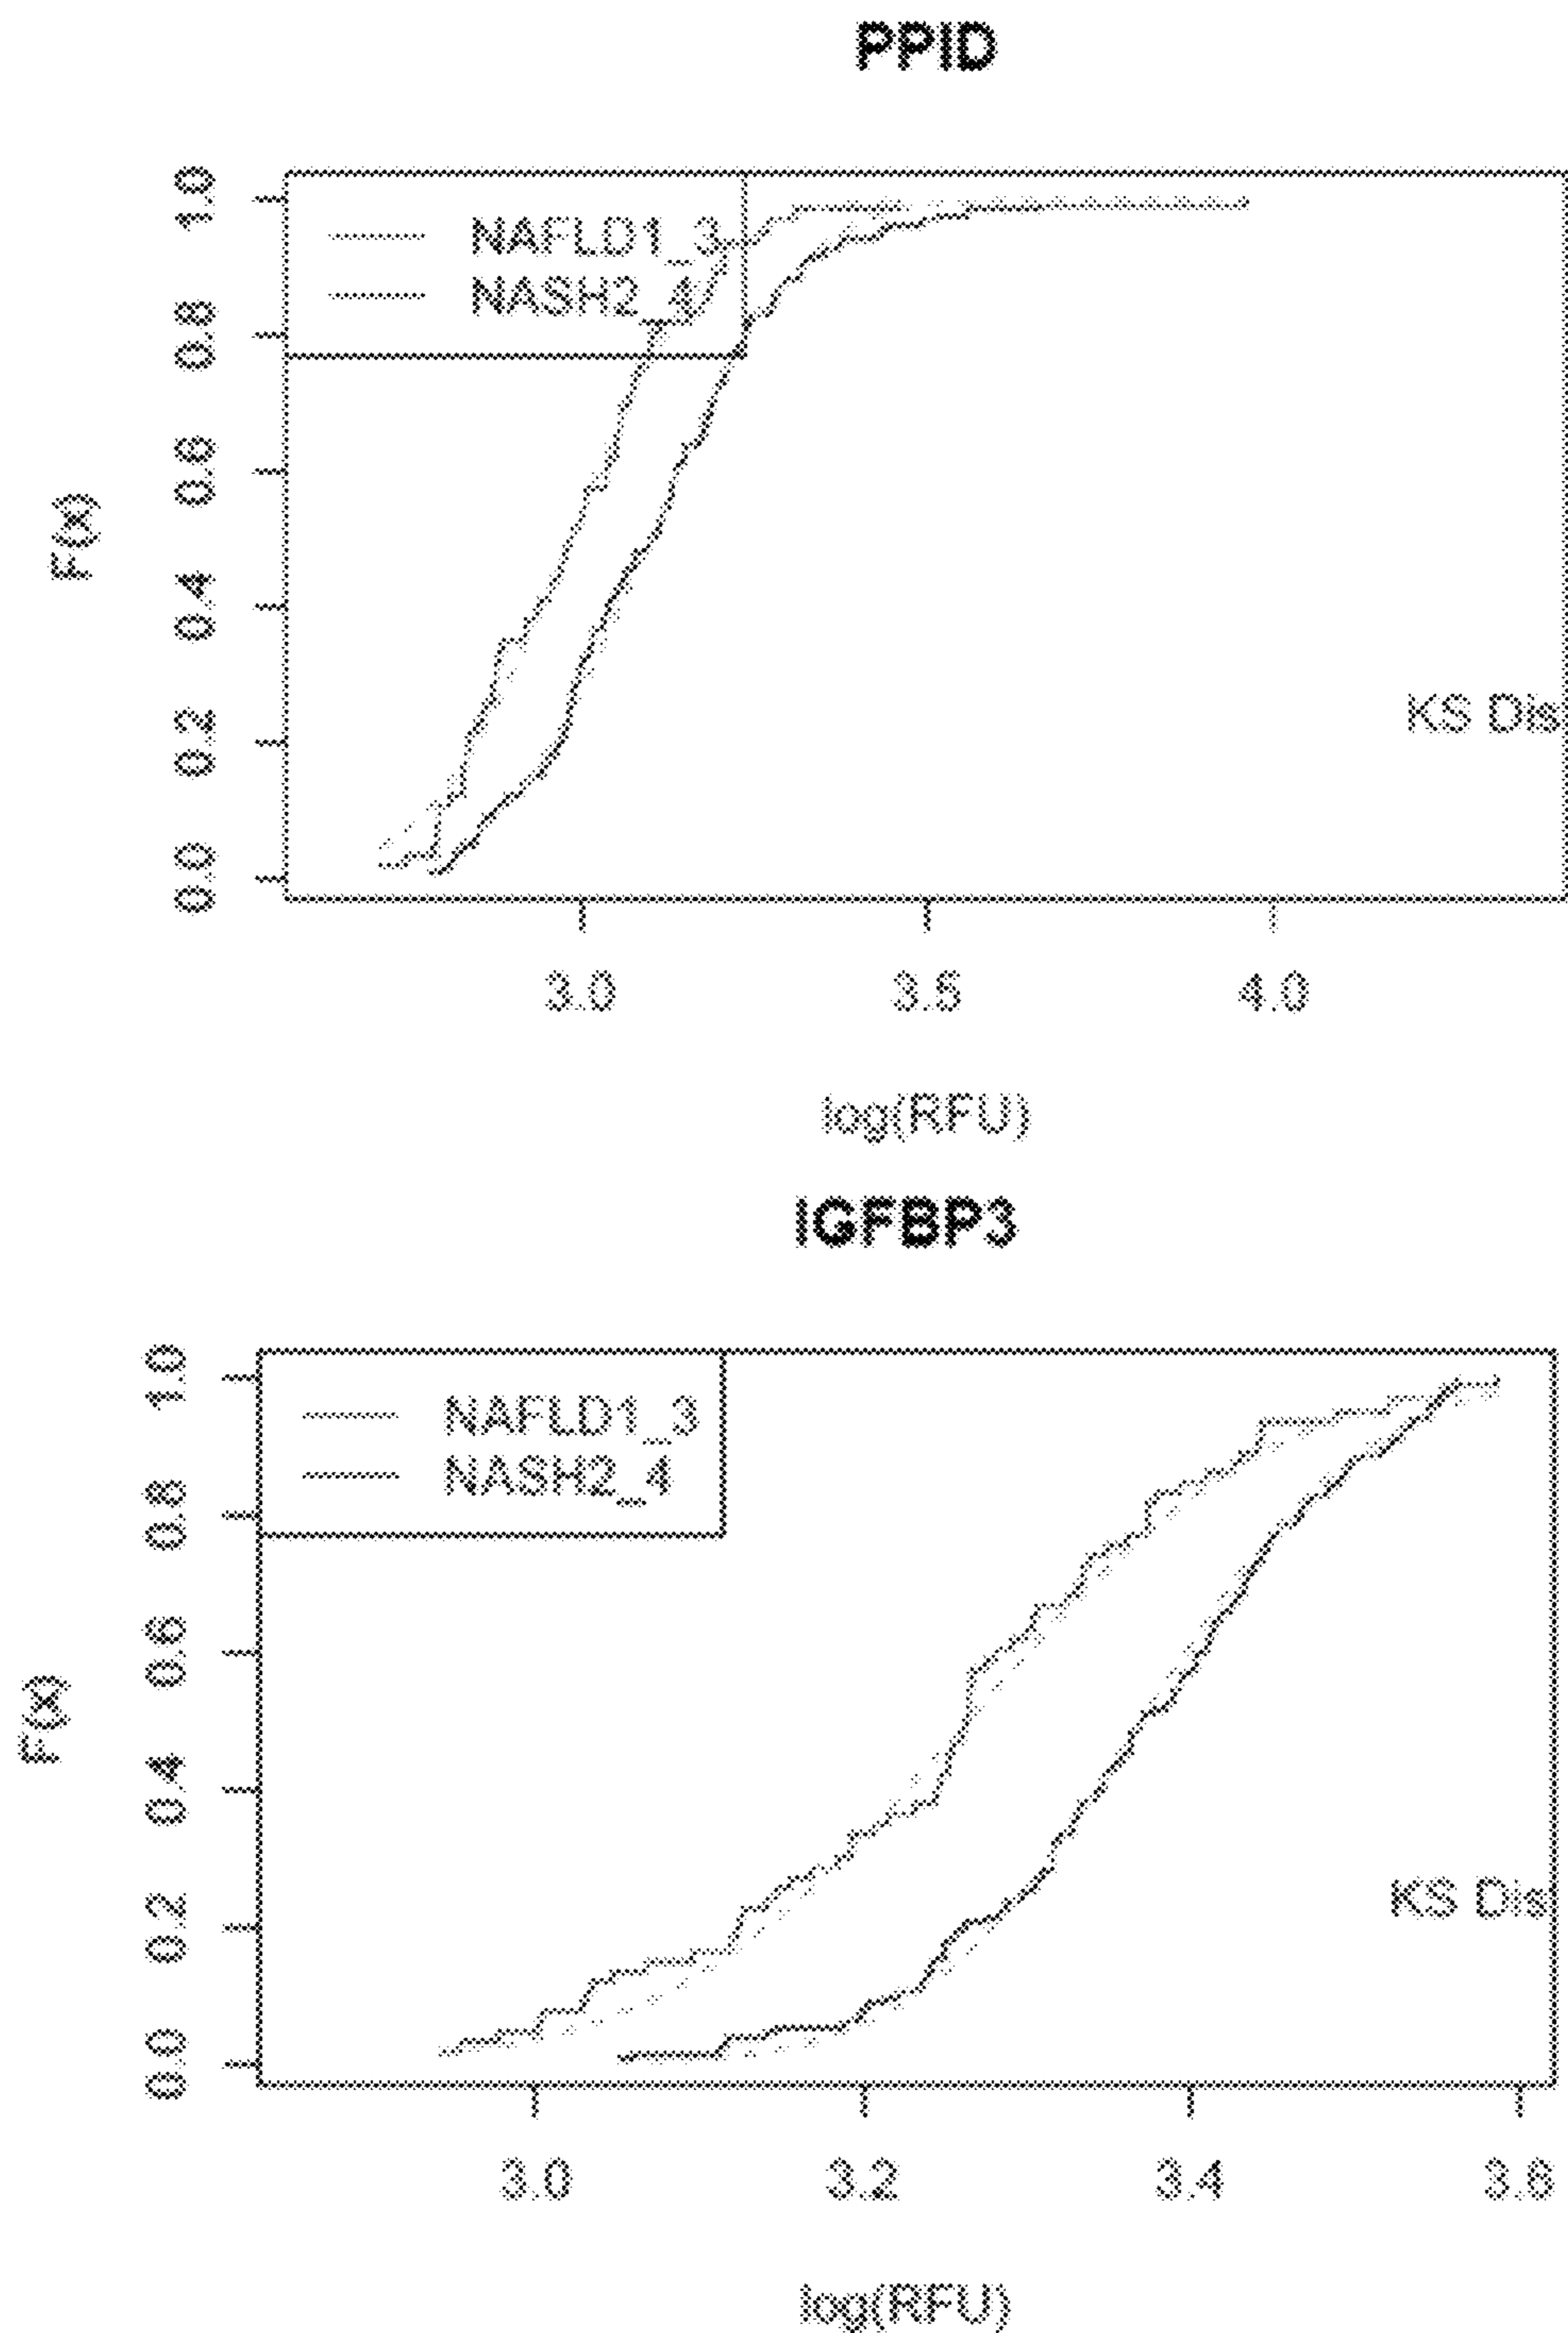 PPID
1.0
0.8
0.6
0.4
0.2
0.0
F(x)
NAFLD1_3
NASH2_4
KS Dis
3.0 3.5 4.0
log(RFU)
IGFBP3
1.0
0.8
0.6
0.4
0.2
0.0
F(x)
NAFLD1_3
NASH2_4
KS Dis
3.0 3.2 3.4 3.6
log(RFU)